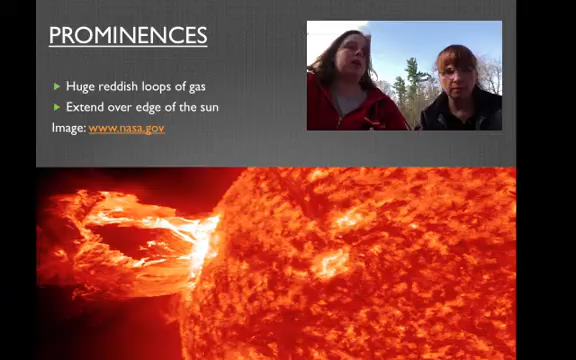 PROMINENCES
Huge reddish loops of gas
Extend over edge of the sun
Image: www.nasa.gov